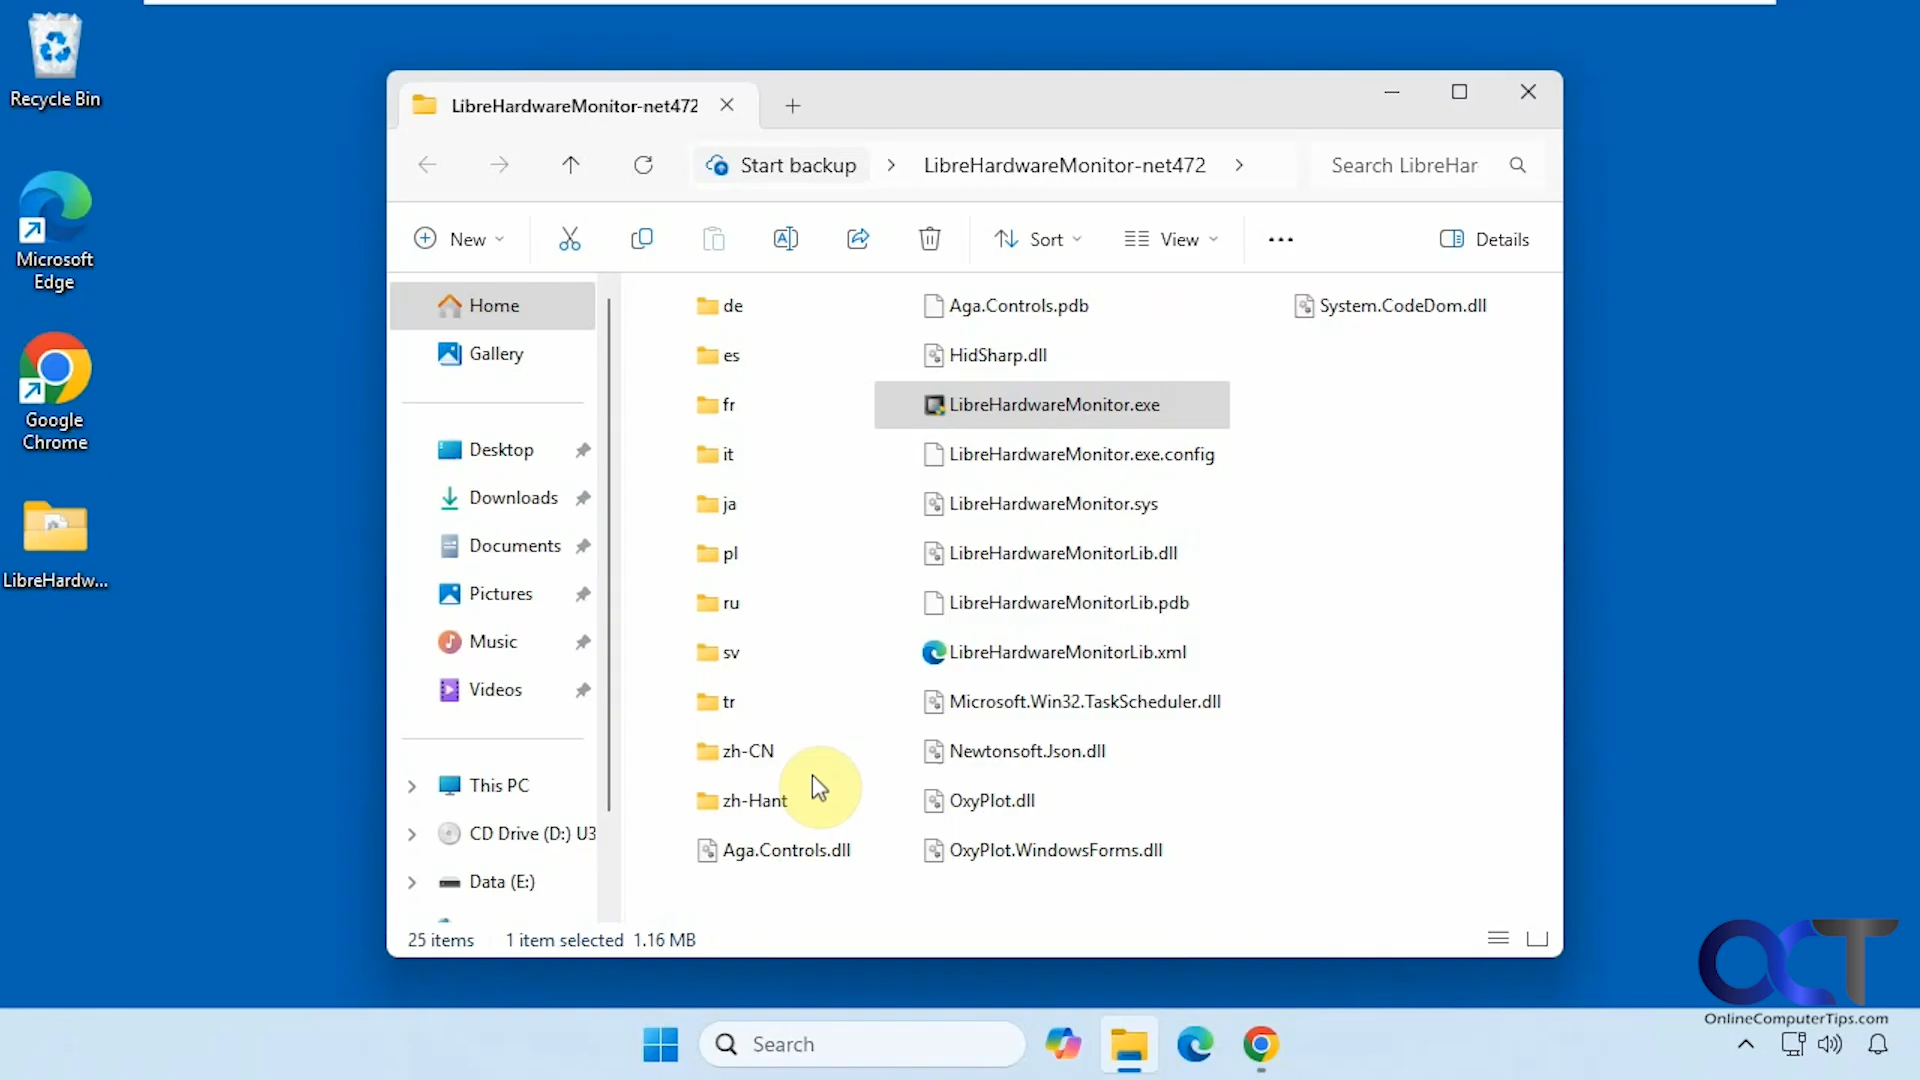 Recycle Bin
Microsoft
Edge
Google
Chrome
LibreHardw...
LibreHardwareMonitor-net472
Start backup
LibreHardwareMonitor-net472
Search LibreHar
New
Sort
View
Details
Home
Gallery
Desktop
Downloads
Documents
Pictures
Music
Videos
This PC
CD Drive (D:) U3
Data (E:)
de
es
fr
it
ja
pl
ru
sv
tr
zh-CN
zh-Hant
Aga.Controls.dll
Aga.Controls.pdb
HidSharp.dll
LibreHardwareMonitor.exe
LibreHardwareMonitor.exe.config
LibreHardwareMonitor.sys
LibreHardwareMonitorLib.dll
LibreHardwareMonitorLib.pdb
LibreHardwareMonitorLib.xml
Microsoft.Win32.TaskScheduler.dll
Newtonsoft.Json.dll
OxyPlot.dll
OxyPlot.WindowsForms.dll
System.CodeDom.dll
25 items 1 item selected 1.16 MB
OCT
OnlineComputerTips.com
Search